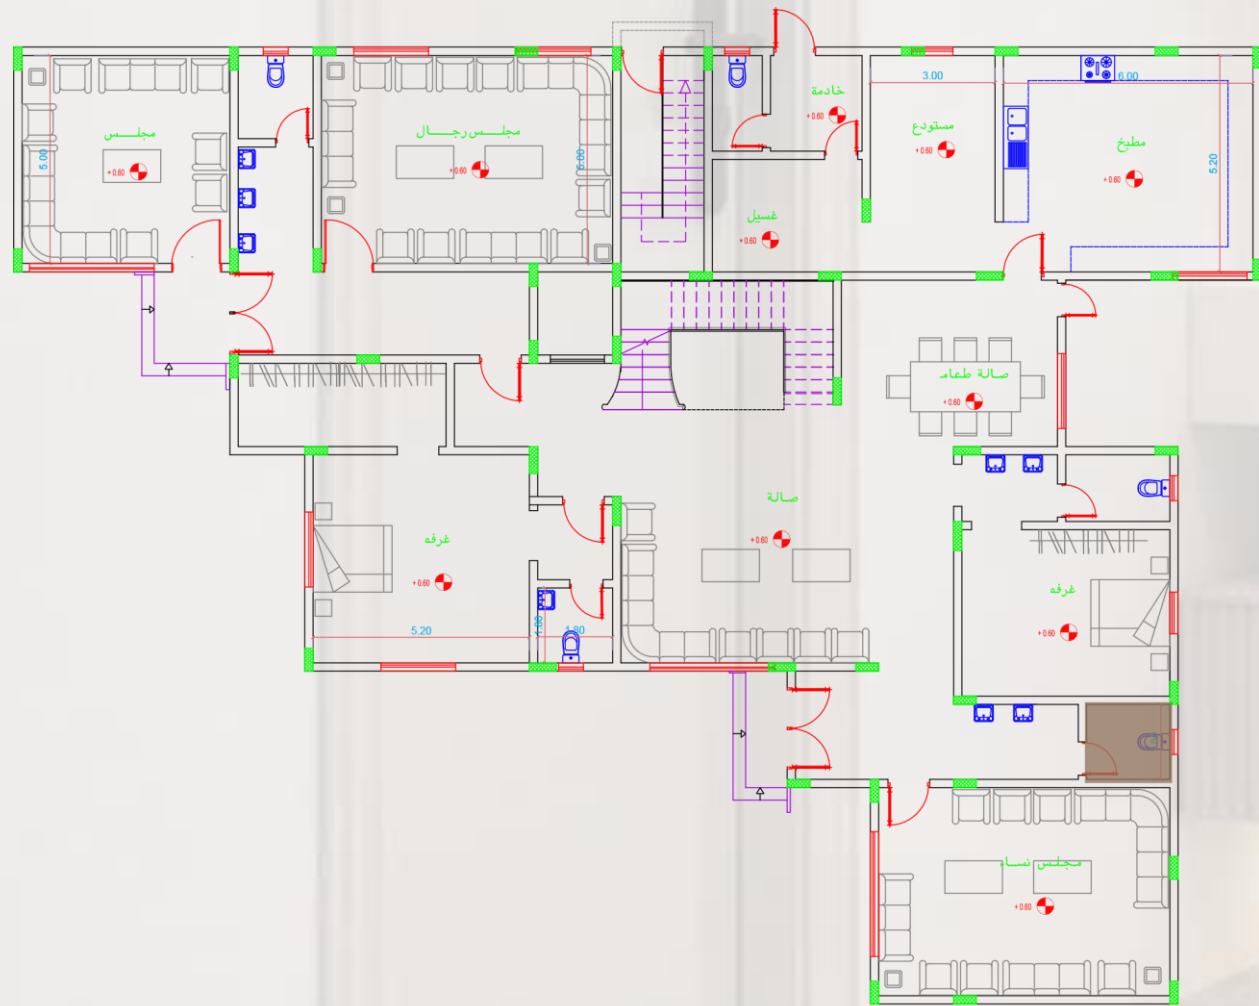 خادمة
+ 0.60
3.00
6.00
مجلس
5.00
+ 0.60
مجلس رجال
5.00
+ 0.60
مستودع
+ 0.60
مطبخ
5.20
+ 0.60
غسيل
+ 0.60
صالة طعام
+ 0.60
صالة
+ 0.60
غرفه
+ 0.60
5.20
1.80
1.80
غرفه
+ 0.60
مجلس نساء
+ 0.60